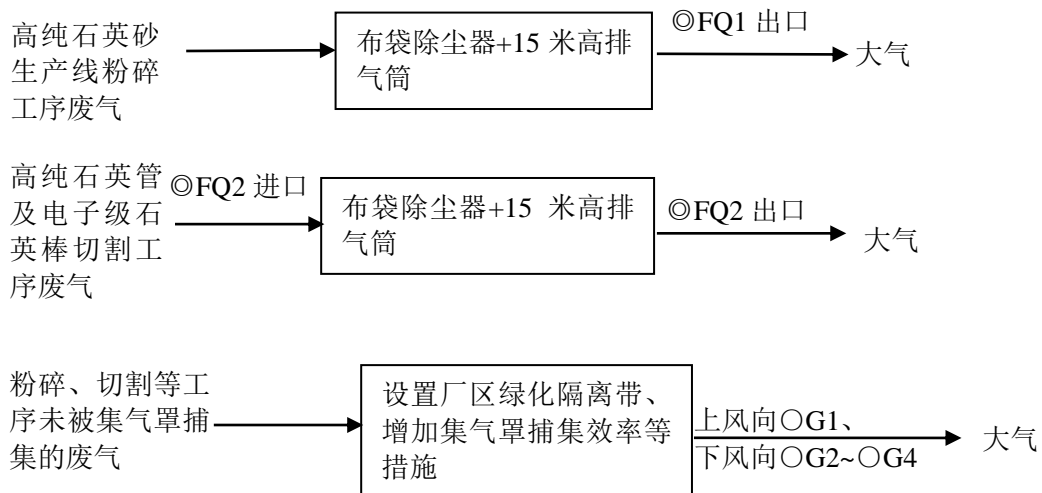 高纯石英砂
生产线粉碎
工序废气
布袋除尘器+15 米高排
气筒
◎FQ1 出口
大气
高纯石英管
及电子级石
英棒切割工
序废气
◎FQ2 进口
布袋除尘器+15 米高排
气筒
◎FQ2 出口
大气
粉碎、切割等工
序未被集气罩捕
集的废气
设置厂区绿化隔离带、
增加集气罩捕集效率等
措施
上风向○G1、
下风向○G2~○G4
大气